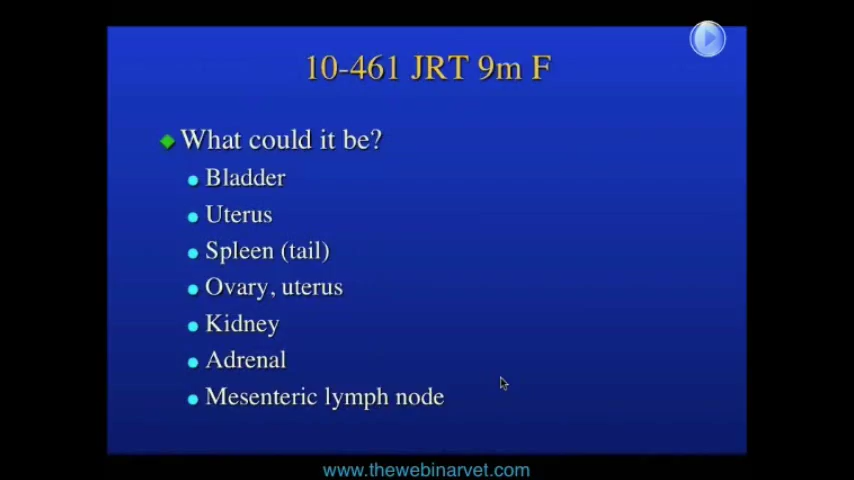 10-461 JRT 9m F
What could it be?
Bladder
Uterus
Spleen (tail)
Ovary, uterus
Kidney
Adrenal
Mesenteric lymph node
www.thewebinarvet.com